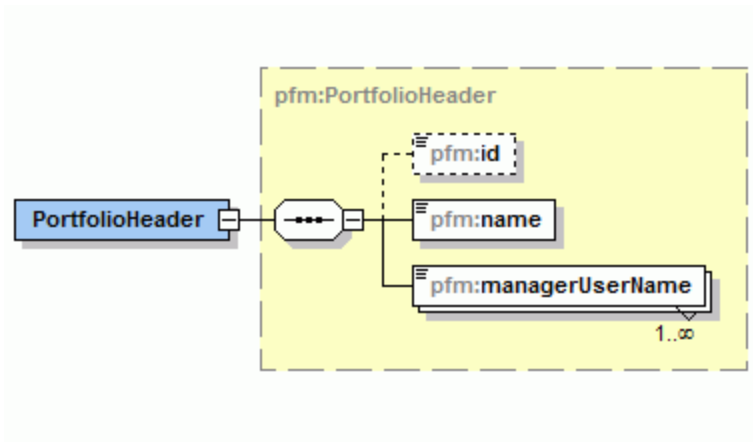 pfm:PortfolioHeader
pfm:id
PortfolioHeader
pfm:name
pfm:managerUserName
1..∞